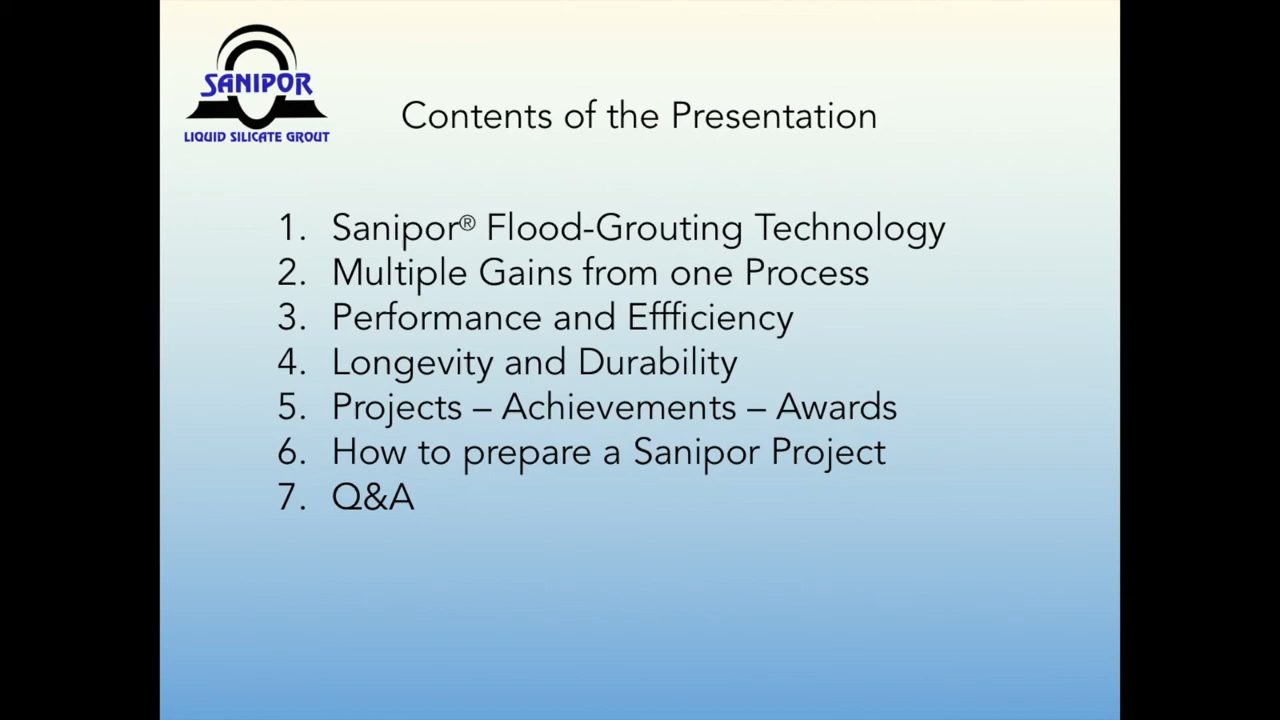 SANIPOR
LIQUID SILICATE GROUT
Contents of the Presentation
1. Sanipor® Flood-Grouting Technology
2. Multiple Gains from one Process
3. Performance and Effficiency
4. Longevity and Durability
5. Projects – Achievements – Awards
6. How to prepare a Sanipor Project
7. Q&A